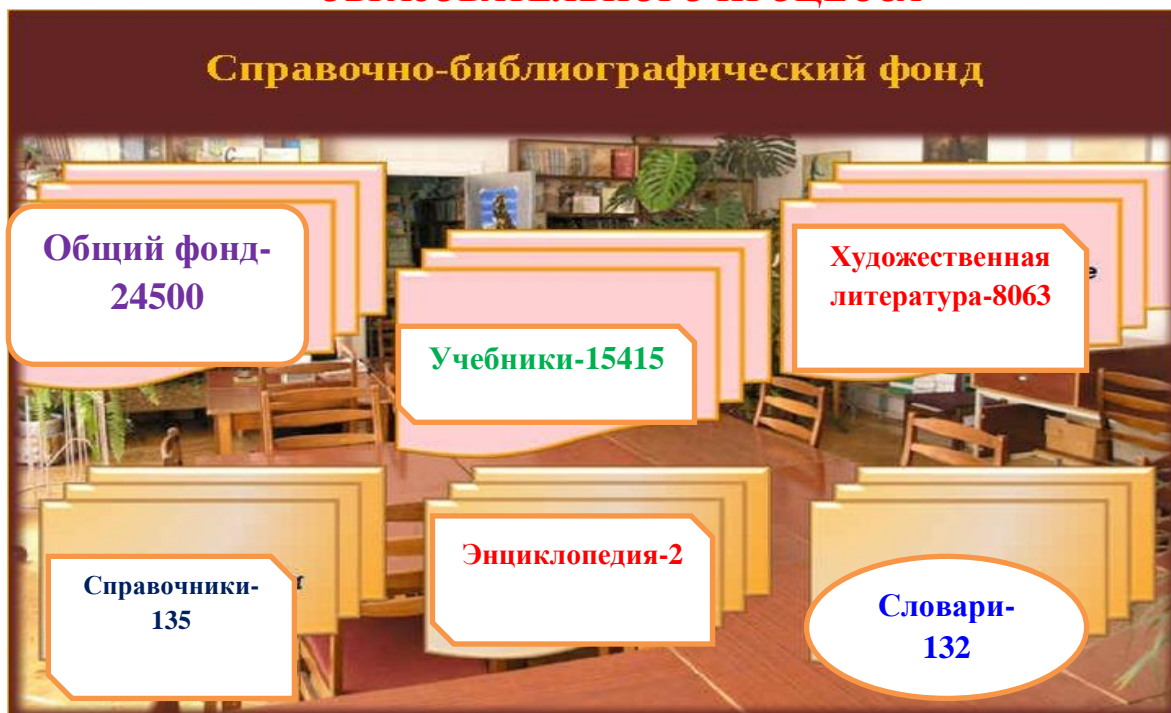 Справочно-библиографический фонд
Общий фонд-
24500
Художественная
литература-8063
Учебники-15415
Справочники-
135
Энциклопедия-2
Словари-
132